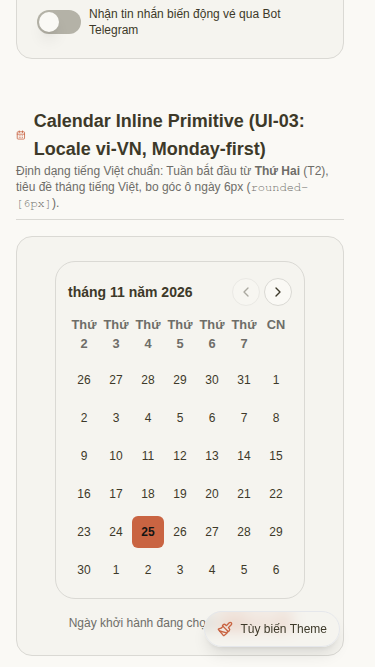 Nhận tin nhắn biến động vé qua Bot
Telegram
Calendar Inline Primitive (UI-03:
Locale vi-VN, Monday-first)
Định dạng tiếng Việt chuẩn: Tuần bắt đầu từ Thứ Hai (T2),
tiêu đề tháng tiếng Việt, bo góc ô ngày 6px (rounded-
[6px]).
tháng 11 năm 2026
Thứ Thứ Thứ Thứ Thứ Thứ CN
2 3 4 5 6 7
26 27 28 29 30 31 1
2 3 4 5 6 7 8
9 10 11 12 13 14 15
16 17 18 19 20 21 22
23 24 25 26 27 28 29
30 1 2 3 4 5 6
Ngày khởi hành đang
Tùy biến Theme